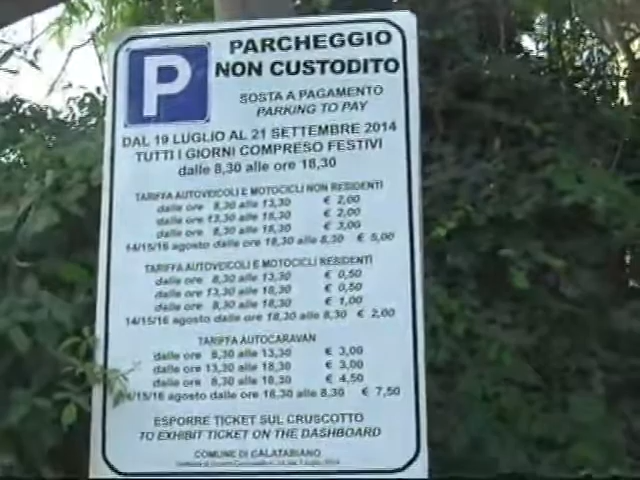 P
PARCHEGGIO
NON CUSTODITO
SOSTA A PAGAMENTO
PARKING TO PAY
DAL 19 LUGLIO AL 21 SETTEMBRE 2014
TUTTI I GIORNI COMPRESO FESTIVI
dalle 8,30 alle ore 18,30
TARIFFA AUTOVEICOLI E MOTOCICLI NON RESIDENTI
dalle ore 8,30 alle 13,30 € 2,00
dalle ore 13,30 alle 18,30 € 2,00
dalle ore 8,30 alle 18,30 € 3,00
14/15/16 agosto dalle ore 18,30 alle 8,30 € 5,00
TARIFFA AUTOVEICOLI E MOTOCICLI RESIDENTI
dalle ore 8,30 alle 13,30 € 0,50
dalle ore 13,30 alle 18,30 € 0,50
dalle ore 8,30 alle 18,30 € 1,00
14/15/16 agosto dalle ore 18,30 alle 8,30 € 2,00
TARIFFA AUTOCARAVAN
dalle ore 8,30 alle 13,30 € 3,00
dalle ore 13,30 alle 18,30 € 3,00
dalle ore 8,30 alle 18,30 € 4,50
14/15/16 agosto dalle ore 18,30 alle 8,30 € 7,50
ESPORRE TICKET SUL CRUSCOTTO
TO EXHIBIT TICKET ON THE DASHBOARD
COMUNE DI CALATABIANO